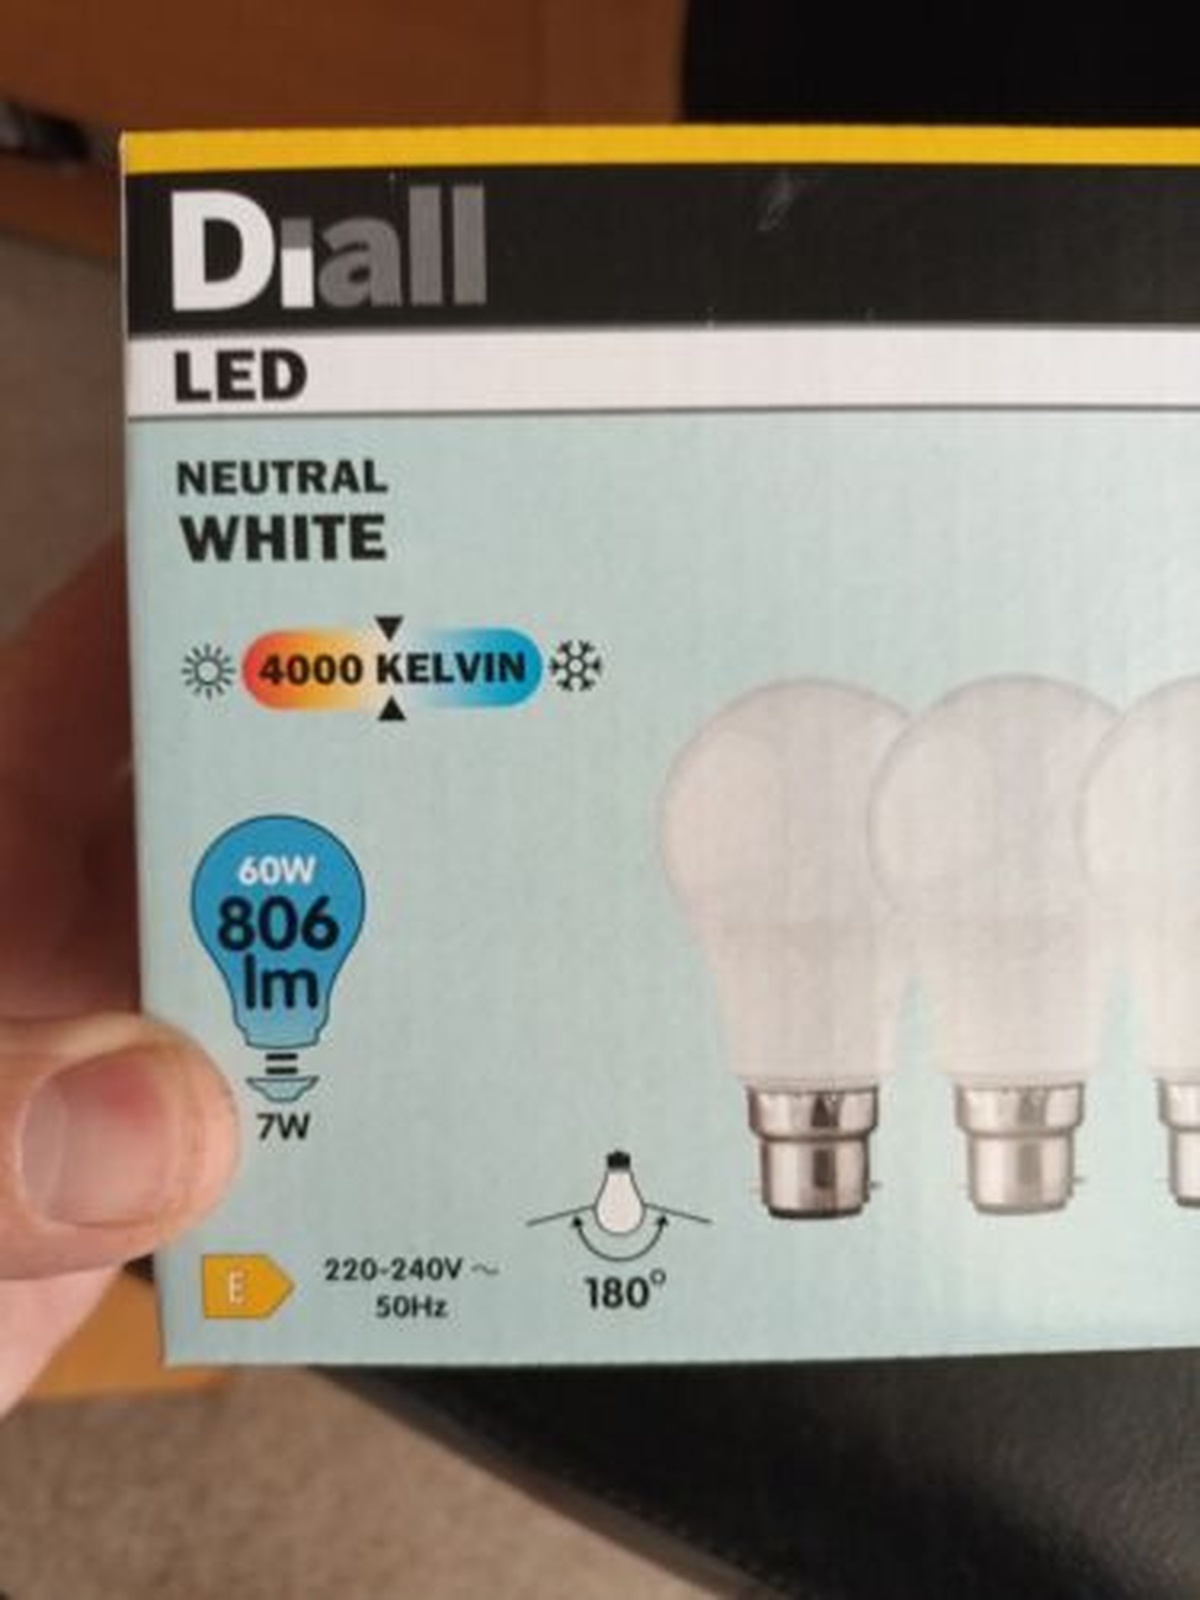 Diall
LED
NEUTRAL
WHITE
4000 KELVIN
60W
806
lm
7W
E
220-240V ~
50Hz
180°